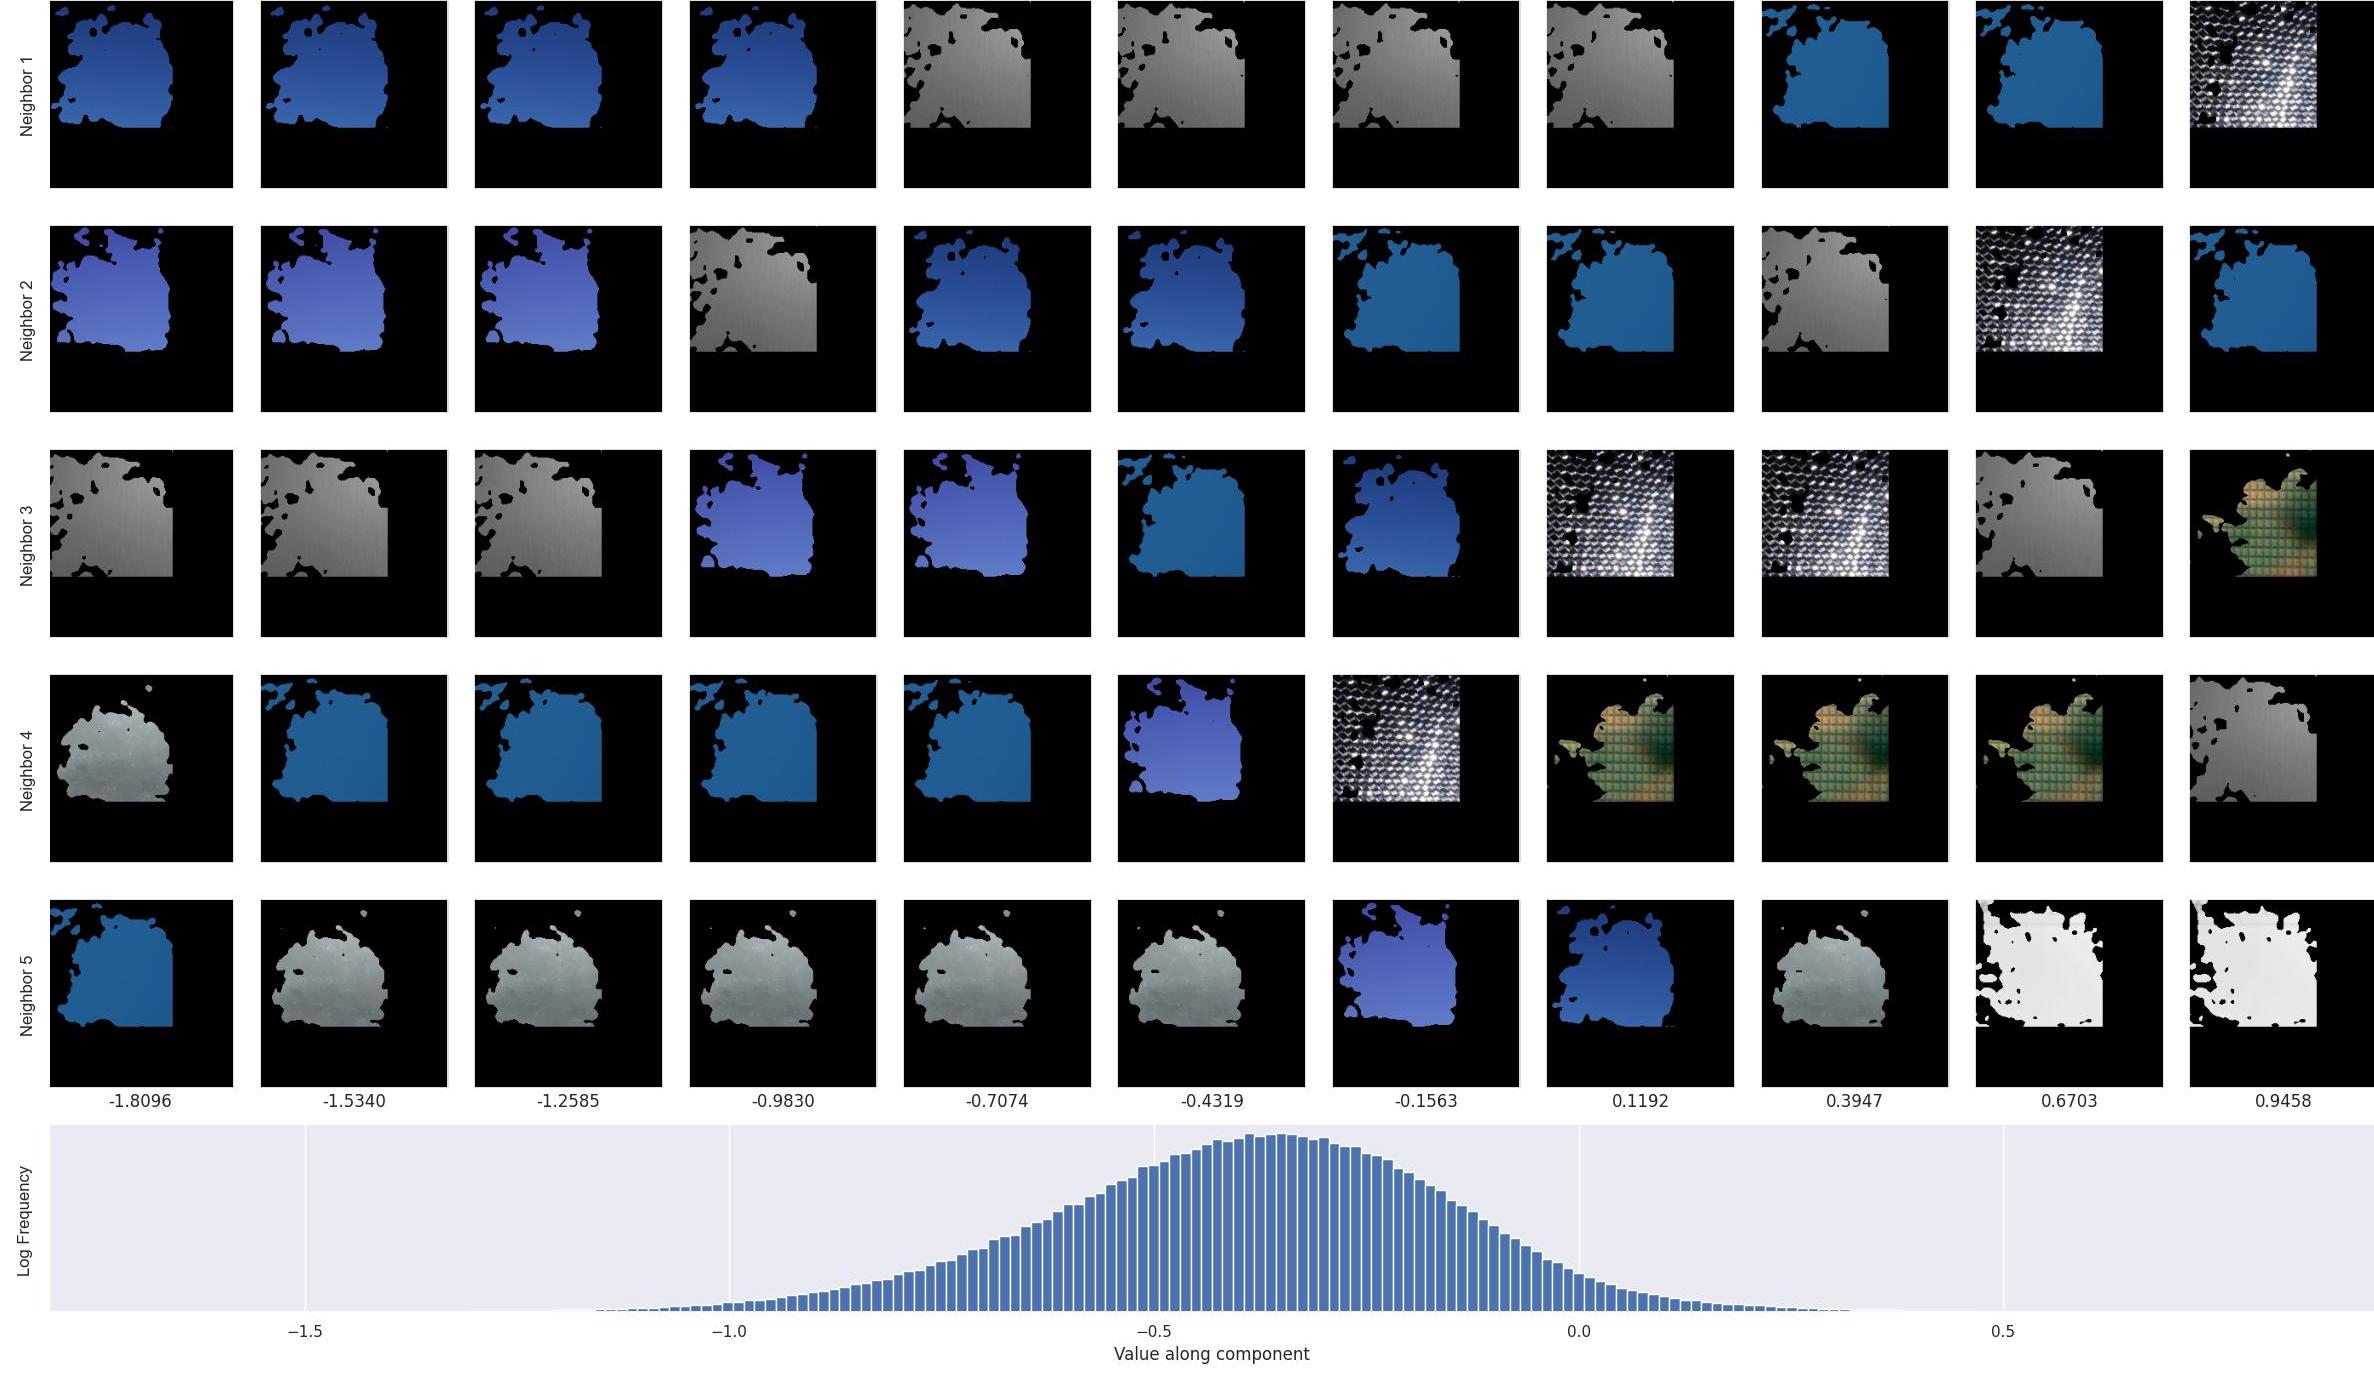 Neighbor 1
Neighbor 2
Neighbor 3
Neighbor 4
Neighbor 5
-1.8096 -1.5340 -1.2585 -0.9830 -0.7074 -0.4319 -0.1563 0.1192 0.3947 0.6703 0.9458
Log Frequency
−1.5 −1.0 −0.5 0.0 0.5
Value along component